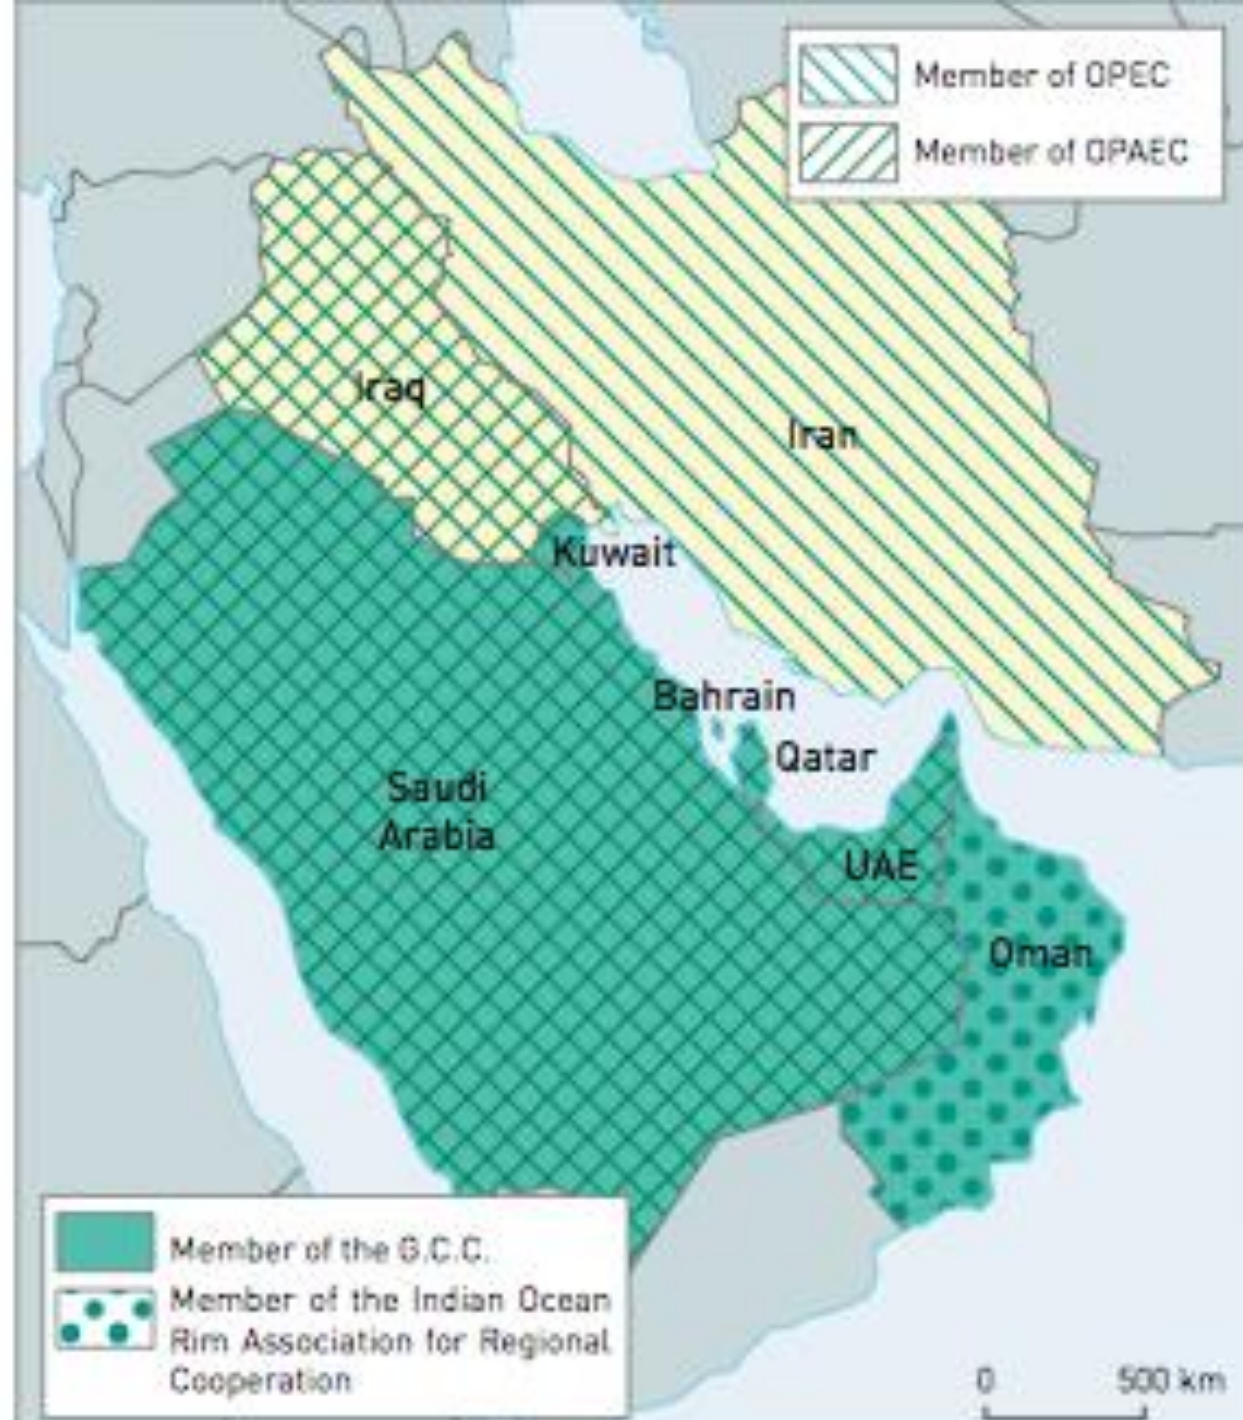 Member of OPEC
Member of OPAEC
Iraq
Iran
Kuwait
Bahrain
Qatar
Saudi
Arabia
UAE
Oman
Member of the G.C.C.
Member of the Indian Ocean
Rim Association for Regional
Cooperation
0 500 km